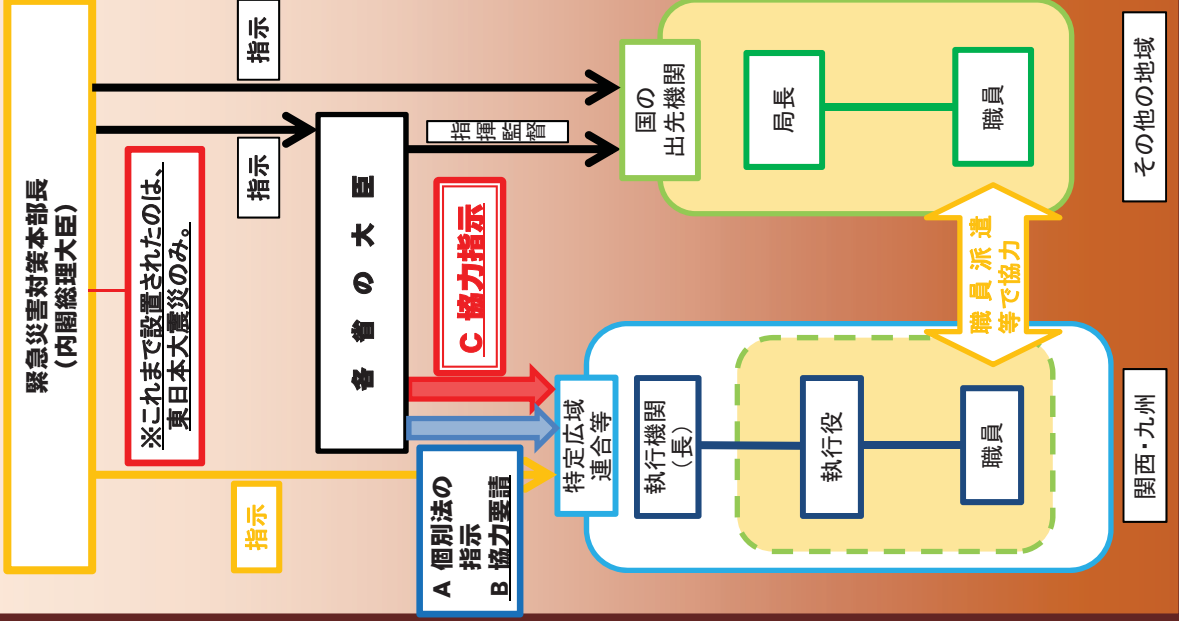 緊急災害対策本部長
(内閣総理大臣)
※これまで設置されたのは、
東日本大震災のみ。
指示
指示
指示
各省の大臣
指揮監督
A 個別法の
指示
B 協力要請
C 協力指示
特定広域
連合等
執行機関
(長)
執行役
職員
国の
出先機関
局長
職員
職員派遣
等で協力
関西・九州
その他の地域